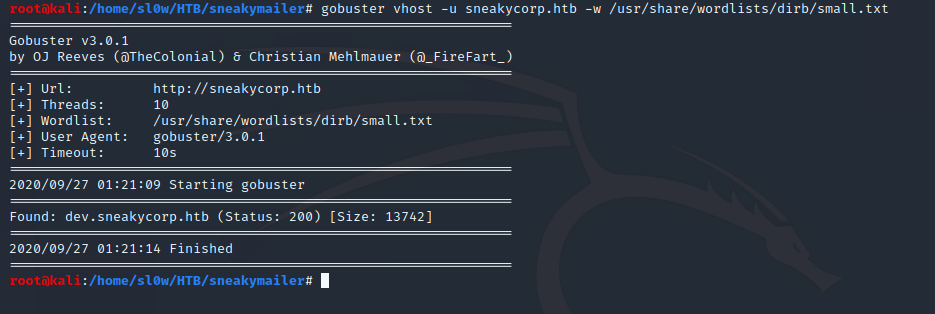 root@kali:/home/sl0w/HTB/sneakymailer# gobuster vhost -u sneakycorp.htb -w /usr/share/wordlists/dirb/small.txt
===============================================================
Gobuster v3.0.1
by OJ Reeves (@TheColonial) & Christian Mehlmauer (@_FireFart_)
===============================================================
[+] Url:          http://sneakycorp.htb
[+] Threads:      10
[+] Wordlist:     /usr/share/wordlists/dirb/small.txt
[+] User Agent:   gobuster/3.0.1
[+] Timeout:      10s
===============================================================
2020/09/27 01:21:09 Starting gobuster
===============================================================
Found: dev.sneakycorp.htb (Status: 200) [Size: 13742]
===============================================================
2020/09/27 01:21:14 Finished
===============================================================
root@kali:/home/sl0w/HTB/sneakymailer#